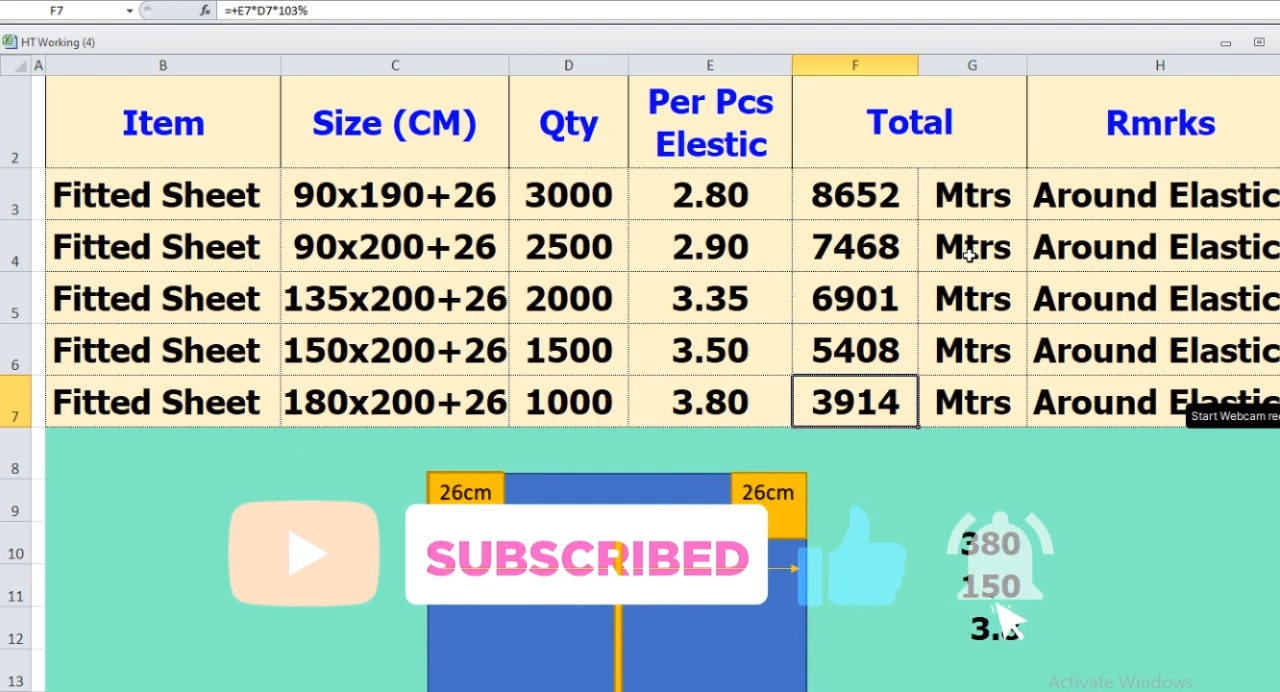 F7 fx =+E7*D7*103%
HT Working (4)
A B C D E F G H
2 Item Size (CM) Qty Per Pcs Elestic Total Rmrks
3 Fitted Sheet 90x190+26 3000 2.80 8652 Mtrs Around Elastic
4 Fitted Sheet 90x200+26 2500 2.90 7468 Mtrs Around Elastic
5 Fitted Sheet 135x200+26 2000 3.35 6901 Mtrs Around Elastic
6 Fitted Sheet 150x200+26 1500 3.50 5408 Mtrs Around Elastic
7 Fitted Sheet 180x200+26 1000 3.80 3914 Mtrs Around Elastic
Start Webcam re
8
9 26cm 26cm
10 SUBSCRIBED 380
11 150
12
13
Activate Windows